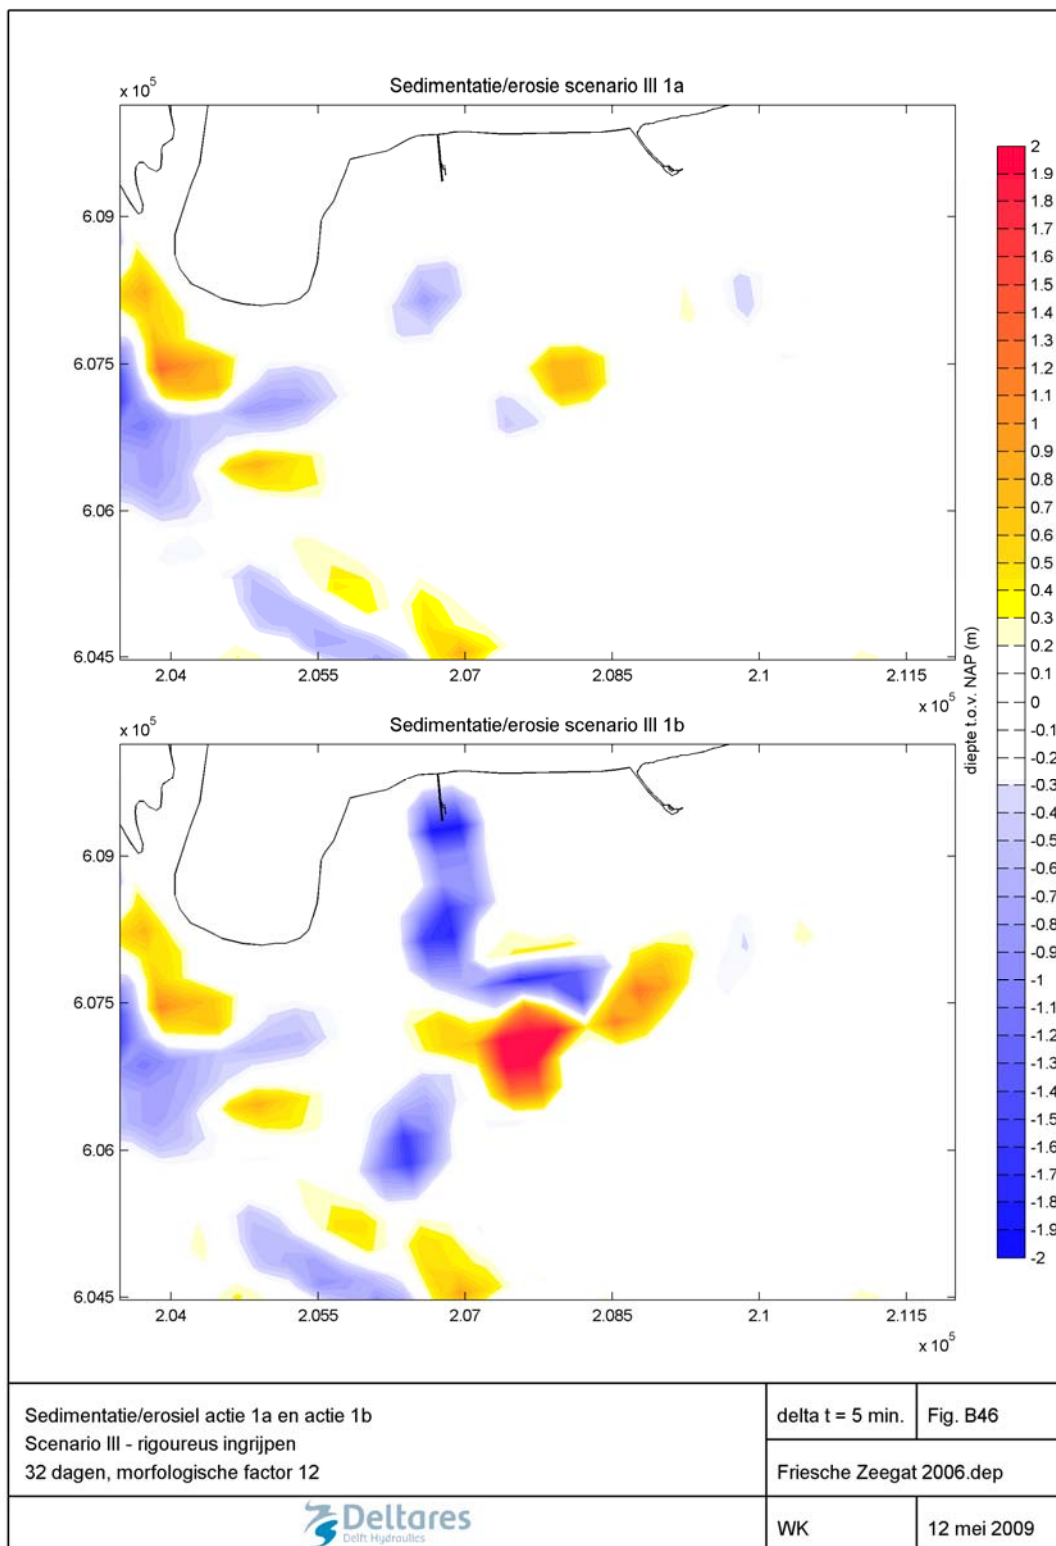 Sedimentatie/erosie scenario III 1a
x 10^5
6.09
6.075
6.06
6.045
2.04 2.055 2.07 2.085 2.1 2.115
x 10^5
Sedimentatie/erosie scenario III 1b
x 10^5
6.09
6.075
6.06
6.045
2.04 2.055 2.07 2.085 2.1 2.115
x 10^5
diepte t.o.v. NAP (m)
2
1.9
1.8
1.7
1.6
1.5
1.4
1.3
1.2
1.1
1
0.9
0.8
0.7
0.6
0.5
0.4
0.3
0.2
0.1
0
-0.1
-0.2
-0.3
-0.4
-0.5
-0.6
-0.7
-0.8
-0.9
-1
-1.1
-1.2
-1.3
-1.4
-1.5
-1.6
-1.7
-1.8
-1.9
-2
Sedimentatie/erosiel actie 1a en actie 1b
Scenario III - rigoureus ingrijpen
32 dagen, morfologische factor 12
delta t = 5 min.
Fig. B46
Friesche Zeegat 2006.dep
Deltares
Delft Hydraulics
WK
12 mei 2009